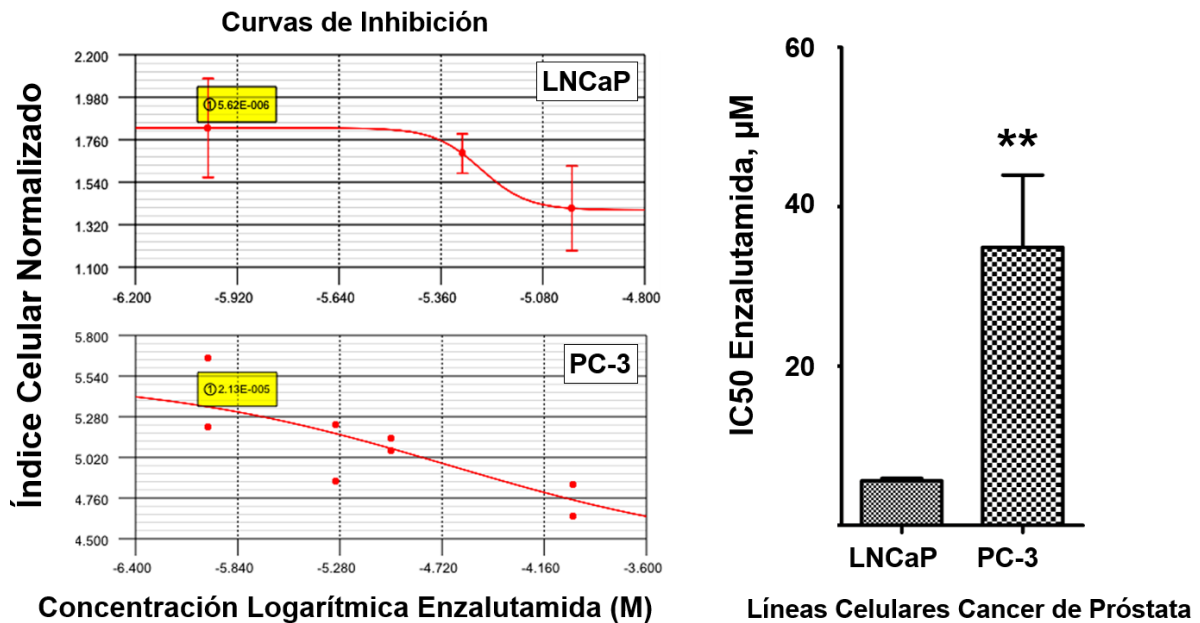 Curvas de Inhibición
Índice Celular Normalizado
2.200
1.980
1.760
1.540
1.320
1.100
LNCaP
① 5.62E-006
-6.200 -5.920 -5.640 -5.360 -5.080 -4.800
5.800
5.540
5.280
5.020
4.760
4.500
PC-3
① 2.13E-005
-6.400 -5.840 -5.280 -4.720 -4.160 -3.600
Concentración Logarítmica Enzalutamida (M)
IC50 Enzalutamida, µM
60
40
20
**
LNCaP PC-3
Líneas Celulares Cancer de Próstata